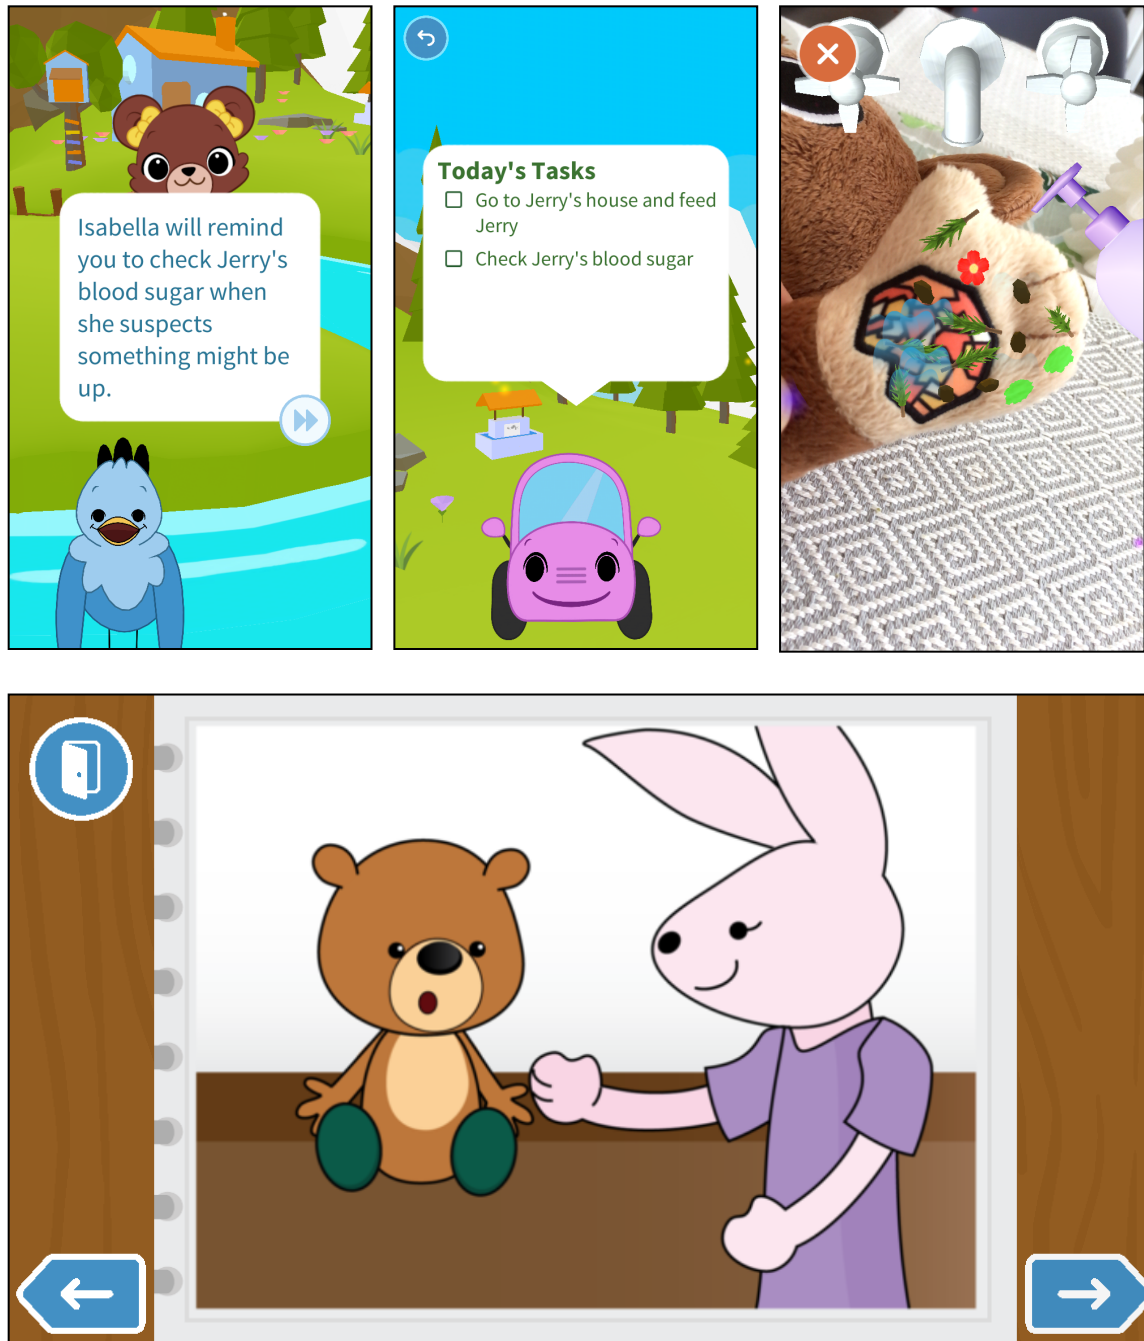 Isabella will remind
you to check Jerry's
blood sugar when
she suspects
something might be
up.
Today's Tasks
Go to Jerry's house and feed
Jerry
Check Jerry's blood sugar